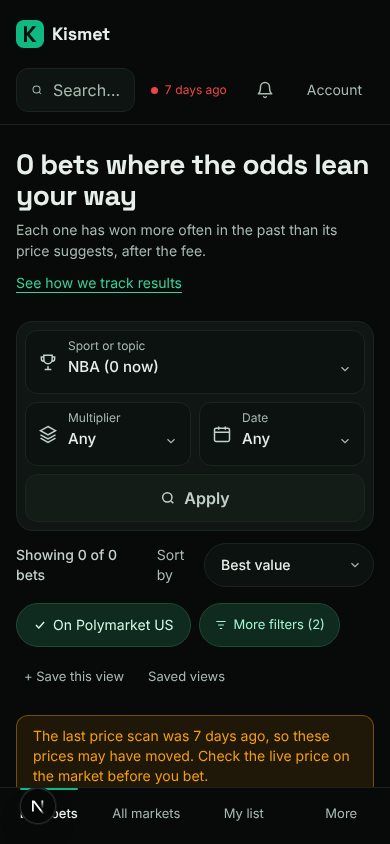 Kismet
Search...
7 days ago
Account
0 bets where the odds lean
your way
Each one has won more often in the past than its
price suggests, after the fee.
See how we track results
Sport or topic
NBA (0 now)
Multiplier
Any
Date
Any
Apply
Showing 0 of 0
bets
Sort
by
Best value
On Polymarket US
More filters (2)
+ Save this view
Saved views
The last price scan was 7 days ago, so these
prices may have moved. Check the live price on
the market before you bet.
N
bets
All markets
My list
More